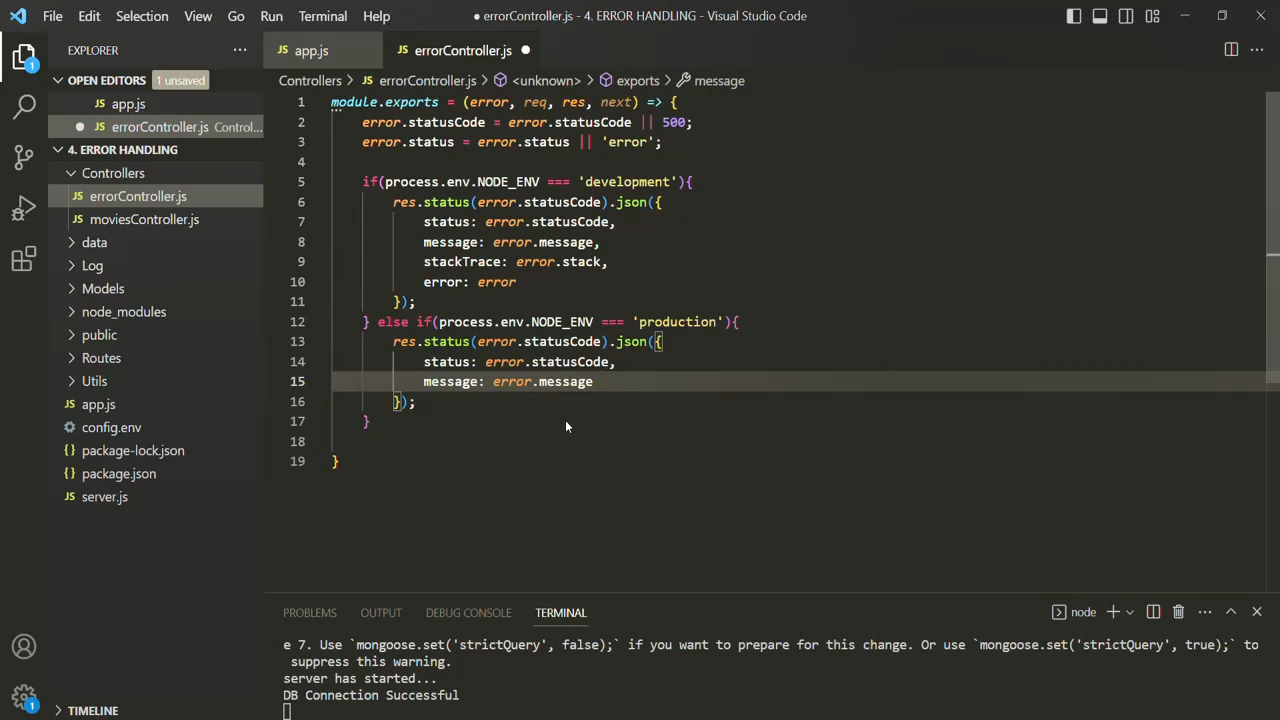 File Edit Selection View Go Run Terminal Help ● errorController.js - 4. ERROR HANDLING - Visual Studio Code
EXPLORER ···
OPEN EDITORS 1 unsaved
JS app.js
● JS errorController.js Control...
4. ERROR HANDLING
Controllers
JS errorController.js
JS moviesController.js
data
Log
Models
node_modules
public
Routes
Utils
JS app.js
config.env
{} package-lock.json
{} package.json
JS server.js
TIMELINE
1
1
JS app.js JS errorController.js ●
Controllers > JS errorController.js > <unknown> > exports > message
1 module.exports = (error, req, res, next) => {
2     error.statusCode = error.statusCode || 500;
3     error.status = error.status || 'error';
4
5     if(process.env.NODE_ENV === 'development'){
6         res.status(error.statusCode).json({
7             status: error.statusCode,
8             message: error.message,
9             stackTrace: error.stack,
10             error: error
11         });
12     } else if(process.env.NODE_ENV === 'production'){
13         res.status(error.statusCode).json({
14             status: error.statusCode,
15             message: error.message
16         });
17     }
18
19 }
PROBLEMS OUTPUT DEBUG CONSOLE TERMINAL node
e 7. Use `mongoose.set('strictQuery', false);` if you want to prepare for this change. Or use `mongoose.set('strictQuery', true);` to
 suppress this warning.
server has started...
DB Connection Successful